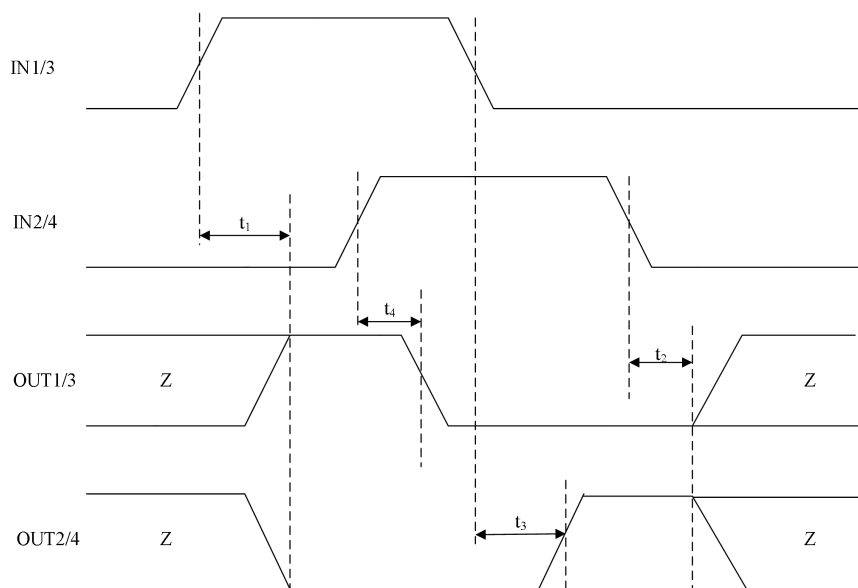 IN1/3
IN2/4
t₁
t₄
t₂
OUT1/3
Z
Z
OUT2/4
Z
t₃
Z